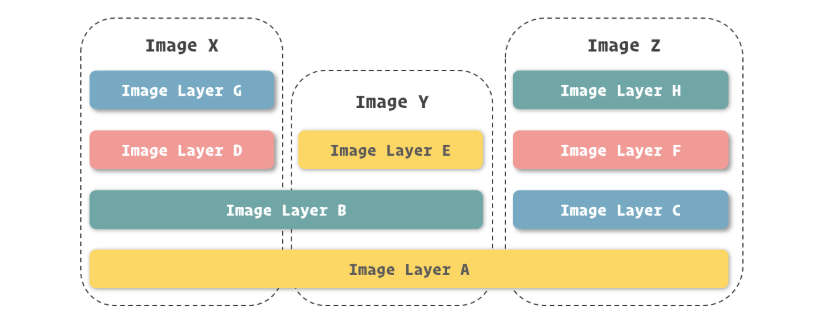 Image X
Image Z
Image Layer G
Image Layer H
Image Y
Image Layer D
Image Layer E
Image Layer F
Image Layer B
Image Layer C
Image Layer A